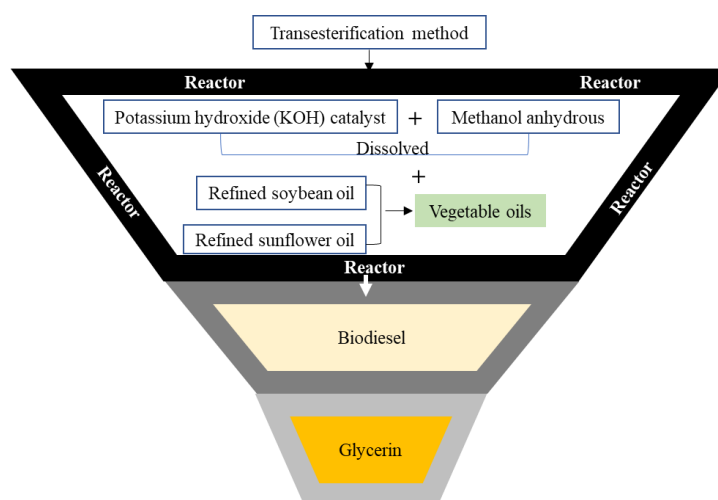 Transesterification method
Reactor
Reactor
Potassium hydroxide (KOH) catalyst
+
Methanol anhydrous
Dissolved
+
Reactor
Reactor
Refined soybean oil
Vegetable oils
Refined sunflower oil
Reactor
Biodiesel
Glycerin